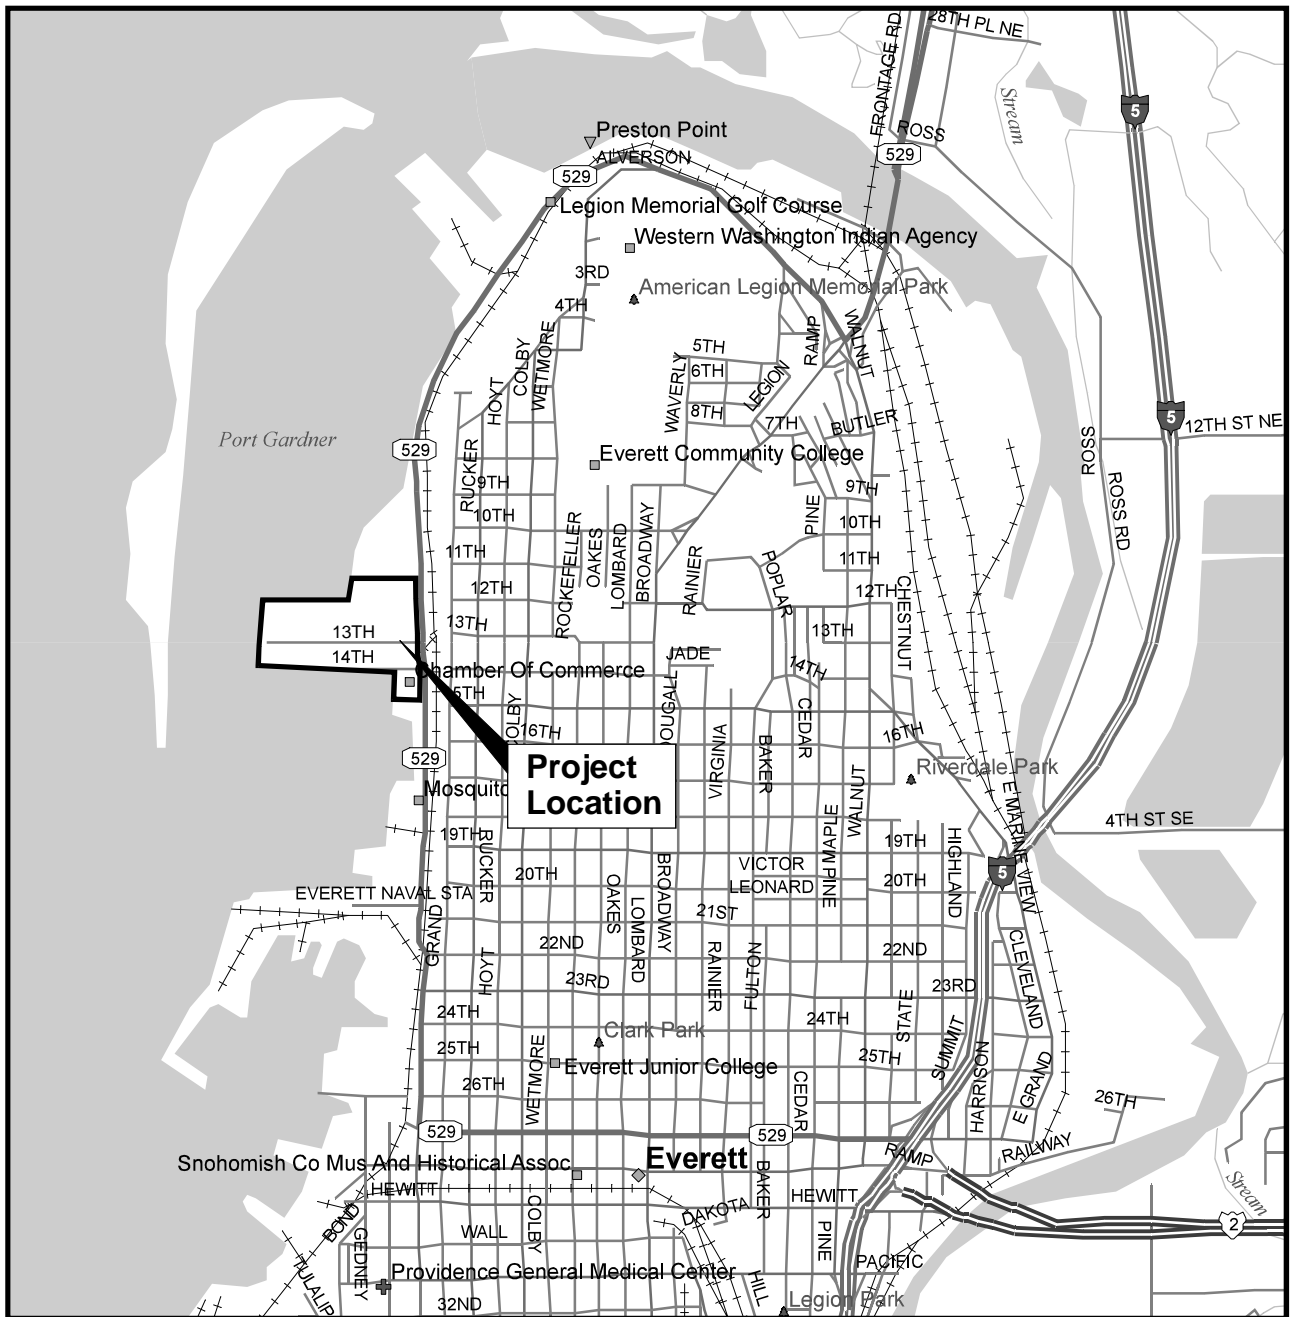 28TH PL NE
FRONTAGE RD
Stream
5
Preston Point
ROSS
ALVERSON
529
529
Legion Memorial Golf Course
Western Washington Indian Agency
3RD
American Legion Memorial Park
4TH
RAMP
WALNUT
COLBY
WETMORE
5TH
6TH
HOYT
WAVERLY
LEGION
8TH
7TH
BUTLER
5
12TH ST NE
Port Gardner
529
RUCKER
Everett Community College
ROSS
ROSS RD
9TH
9TH
10TH
PINE
10TH
ROCKEFELLER
OAKES
LOMBARD
BROADWAY
11TH
RAINIER
POPLAR
11TH
12TH
12TH
CHESTNUT
13TH
13TH
13TH
14TH
JADE
14TH
Chamber Of Commerce
5TH
OLBY
OUGALL
CEDAR
16TH
16TH
VIRGINIA
BAKER
529
Project
Location
Riverdale Park
Mosquito
WALNUT
E MARINE VIEW
4TH ST SE
MAPLE
19TH
RUCKER
19TH
HIGHLAND
VICTOR
20TH
BROADWAY
LEONARD
PINE
20TH
5
EVERETT NAVAL STA
OAKES
LOMBARD
21ST
GRAND
22ND
22ND
HOYT
RAINIER
FULTON
CLEVELAND
23RD
23RD
24TH
24TH
STATE
Clark Park
SUMMIT
25TH
25TH
WETMORE
Everett Junior College
HARRISON
E GRAND
26TH
CEDAR
26TH
529
529
RAMP
RAILWAY
Everett
Snohomish Co Mus And Historical Assoc
HEWITT
BAKER
HEWITT
Stream
BOND
COLBY
DAKOTA
2
WALL
GEDNEY
PINE
PACIFIC
TULALIP
Providence General Medical Center
HILL
Legion Park
32ND